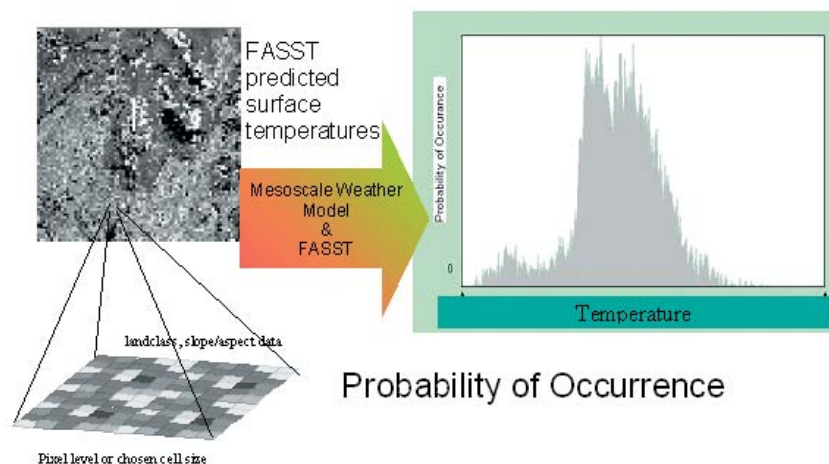 FASST
predicted
surface
temperatures
Mesoscale Weather
Model
&
FASST
Probability of Occurance
0
Temperature
landclass, slope/aspect data
Probability of Occurrence
Pixel level or chosen cell size